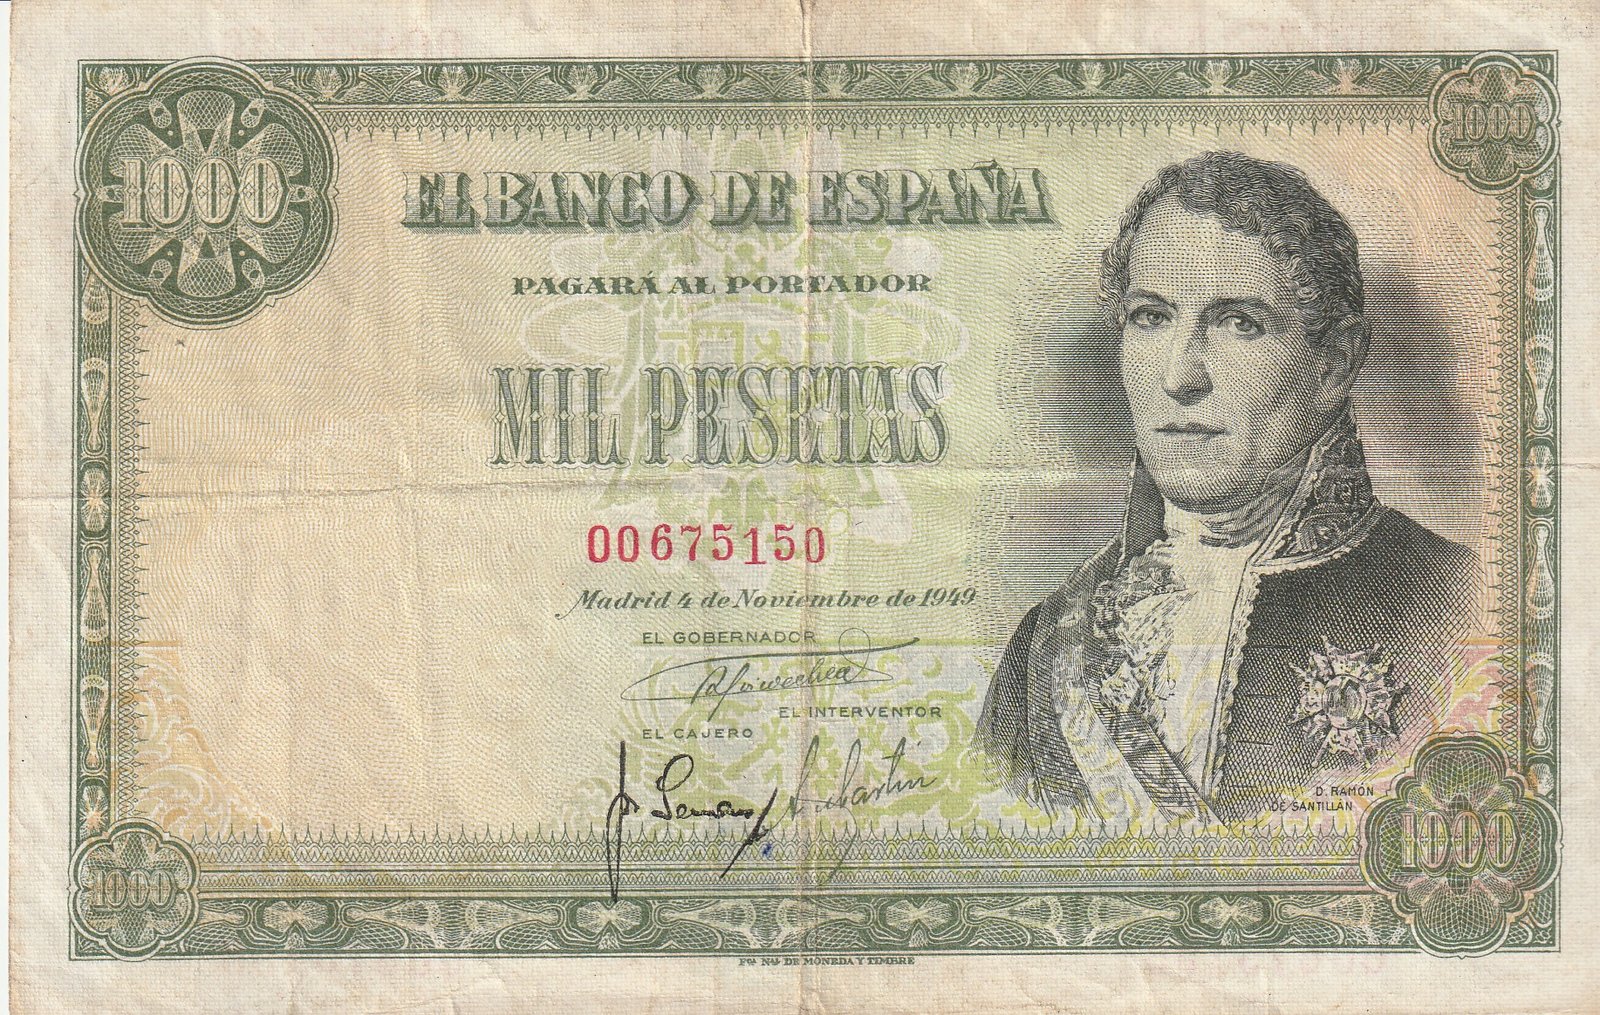 1000
1000
EL BANCO DE ESPAÑA
PAGARÁ AL PORTADOR
MIL PESETAS
00675150
Madrid 4 de Noviembre de 1949
EL GOBERNADOR
EL INTERVENTOR
EL CAJERO
D. RAMÓN
DE SANTILLÁN
1000
1000
Fca Nal DE MONEDA Y TIMBRE